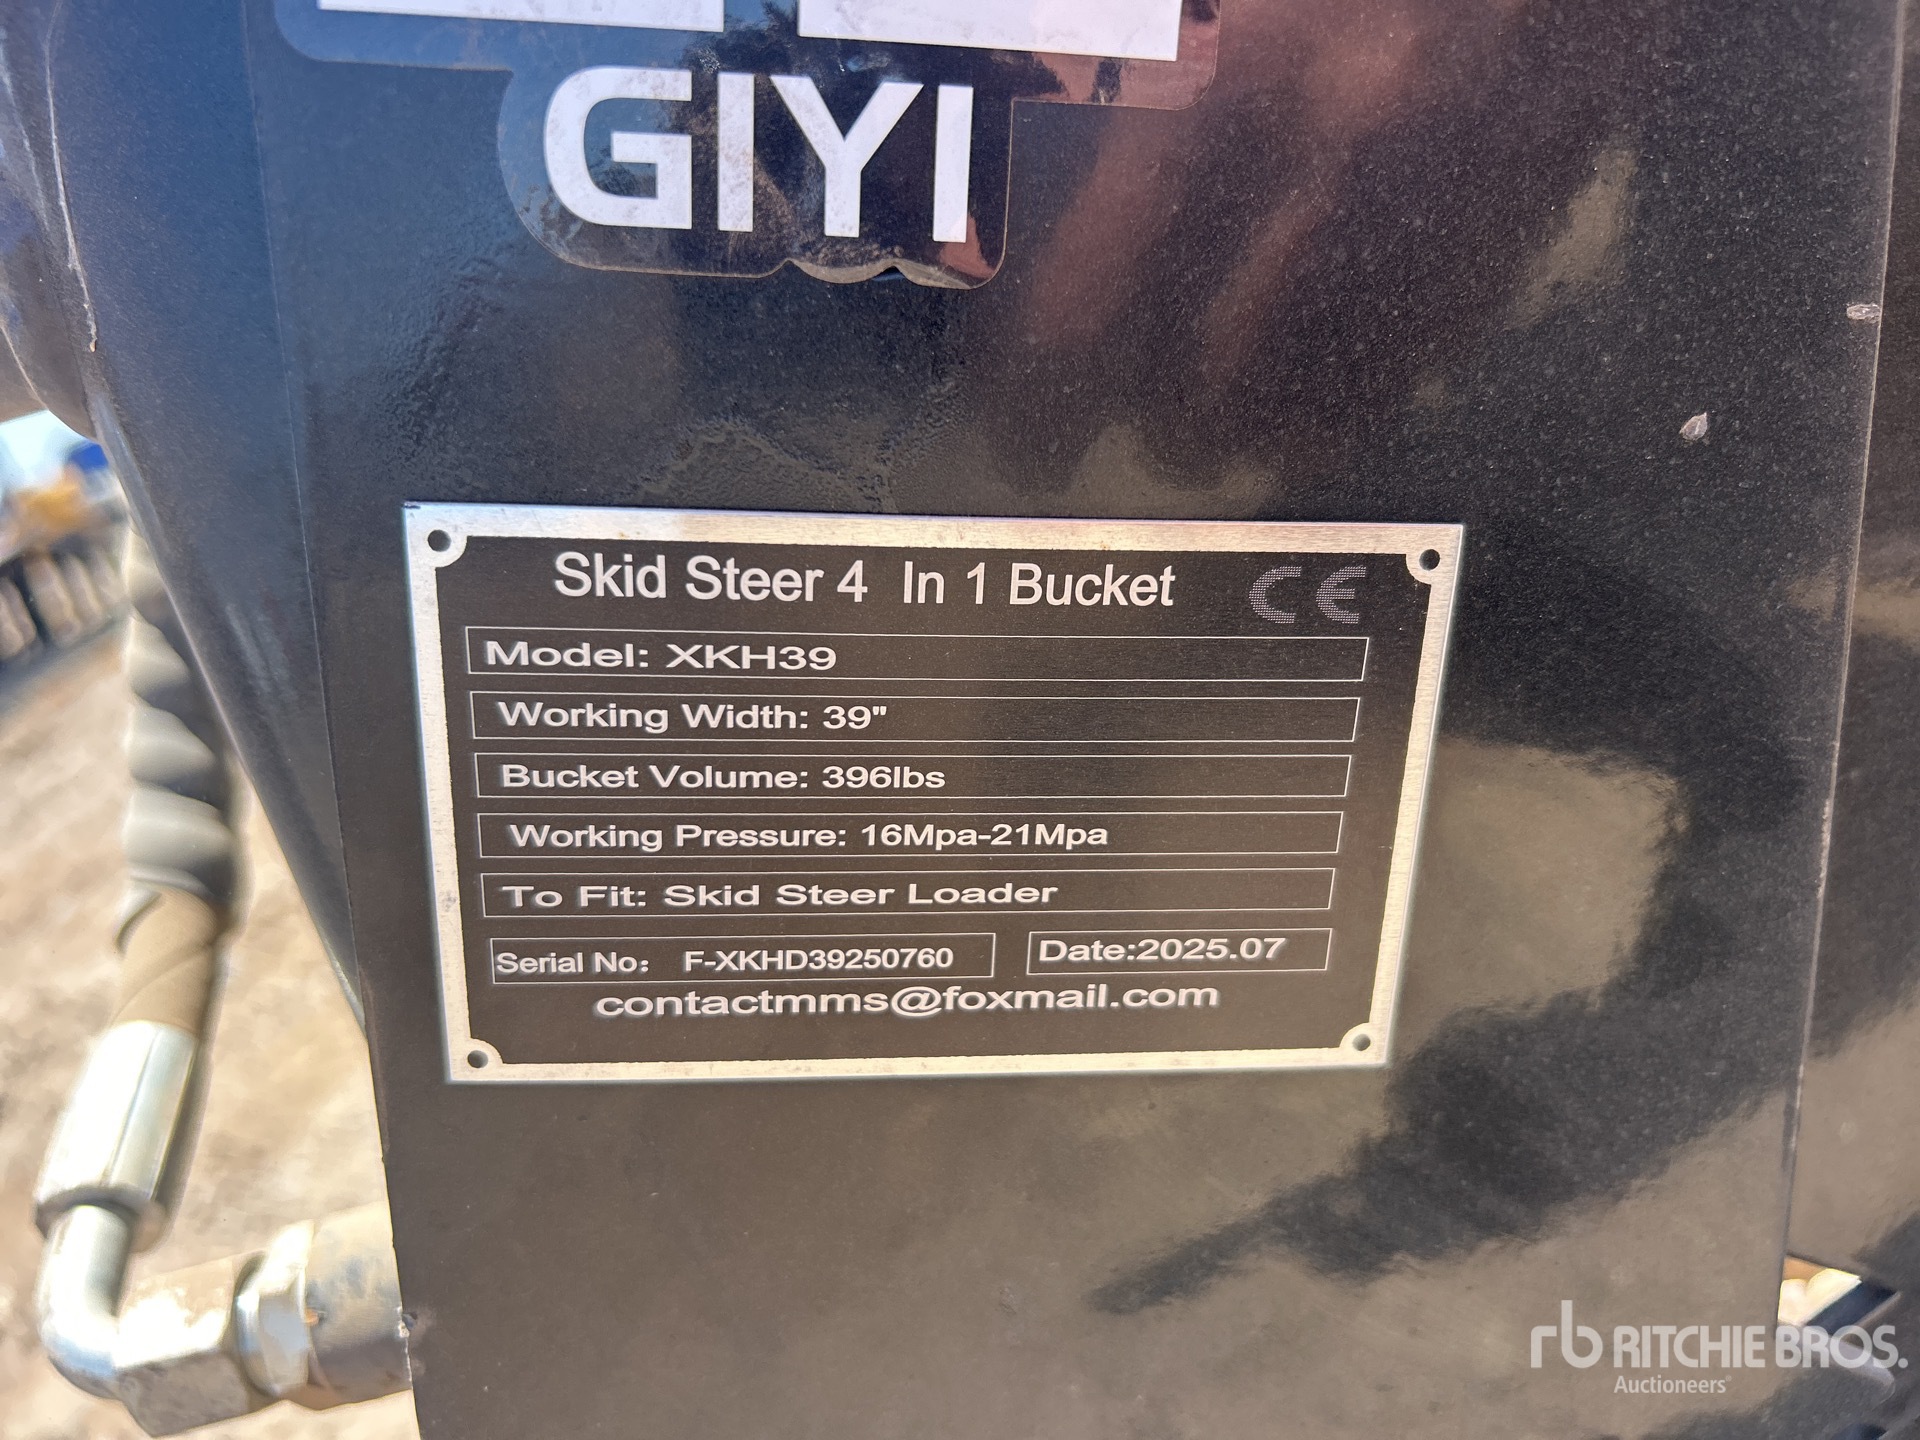 GIYI
Skid Steer 4 In 1 Bucket CE
Model: XKH39
Working Width: 39"
Bucket Volume: 396lbs
Working Pressure: 16Mpa-21Mpa
To Fit: Skid Steer Loader
Serial No: F-XKHD39250760 Date:2025.07
contactmms@foxmail.com
rb RITCHIE BROS.
Auctioneers